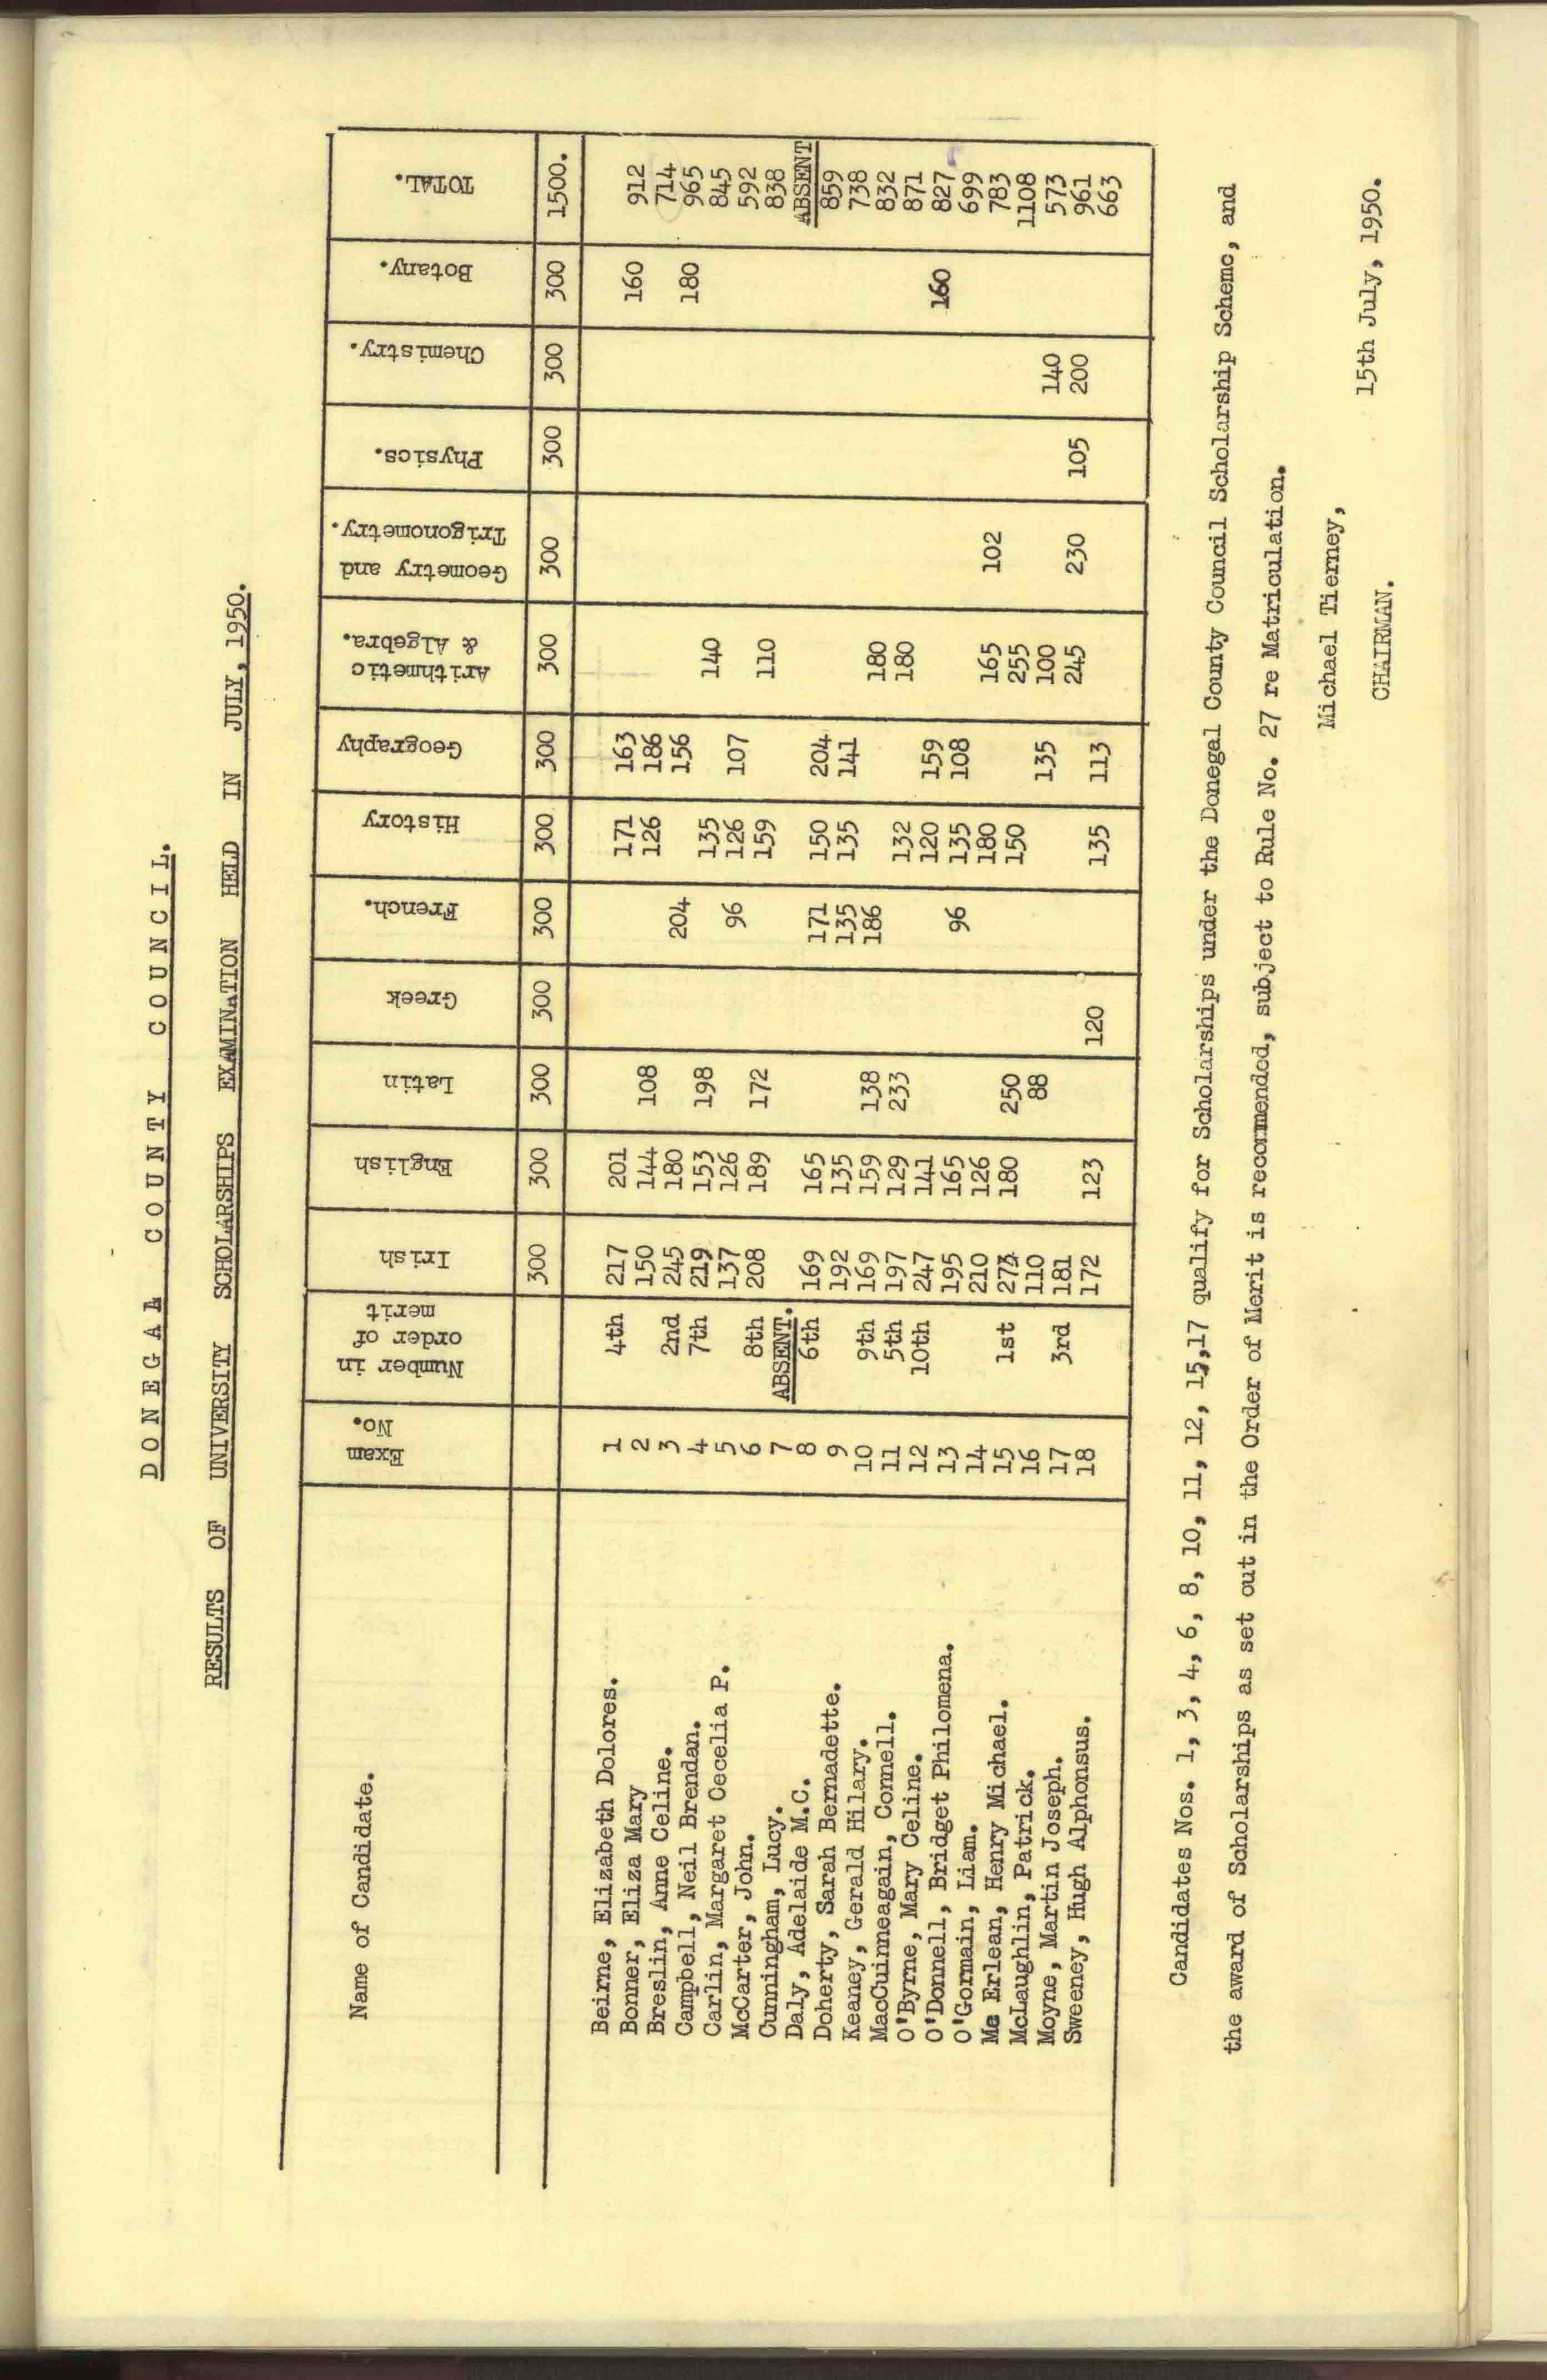 DONEGAL COUNTY COUNCIL.
RESULTS OF UNIVERSITY SCHOLARSHIPS EXAMINATION HELD IN JULY, 1950.
Name of Candidate. Exam No. Number in order of merit Irish English Latin Greek French. History Geography Arithmetic & Algebra. Geometry and Trigonometry. Physics. Chemistry. Botany. TOTAL.
300 300 300 300 300 300 300 300 300 300 300 300 1500.
Beirne, Elizabeth Dolores. 1 4th 217 201 171 163 160 912
Bonner, Eliza Mary 2 150 144 108 126 186 714
Breslin, Anne Celine. 3 2nd 245 180 204 156 180 965
Campbell, Neil Brendan. 4 7th 219 153 198 135 140 845
Carlin, Margaret Cecelia P. 5 137 126 96 126 107 592
McCarter, John. 6 8th 208 189 172 159 110 838
Cunningham, Lucy. 7 ABSENT. ABSENT
Daly, Adelaide M.C. 8 6th 169 165 171 150 204 859
Doherty, Sarah Bernadette. 9 192 135 135 135 141 738
Keaney, Gerald Hilary. 10 9th 169 159 138 186 180 832
MacCuinneagain, Connell. 11 5th 197 129 233 132 180 871
O'Byrne, Mary Celine. 12 10th 247 141 120 159 160 827
O'Donnell, Bridget Philomena. 13 195 165 96 135 108 699
O'Gormain, Liam. 14 210 126 180 165 102 783
Mc Erlean, Henry Michael. 15 1st 273 180 250 150 255 1108
McLaughlin, Patrick. 16 110 88 135 100 140 573
Moyne, Martin Joseph. 17 3rd 181 245 230 105 200 961
Sweeney, Hugh Alphonsus. 18 172 123 120 135 113 663
Candidates Nos. 1, 3, 4, 6, 8, 10, 11, 12, 15,17 qualify for Scholarships under the Donegal County Council Scholarship Scheme, and
the award of Scholarships as set out in the Order of Merit is recommended, subject to Rule No. 27 re Matriculation.
Michael Tierney,
CHAIRMAN.
15th July, 1950.